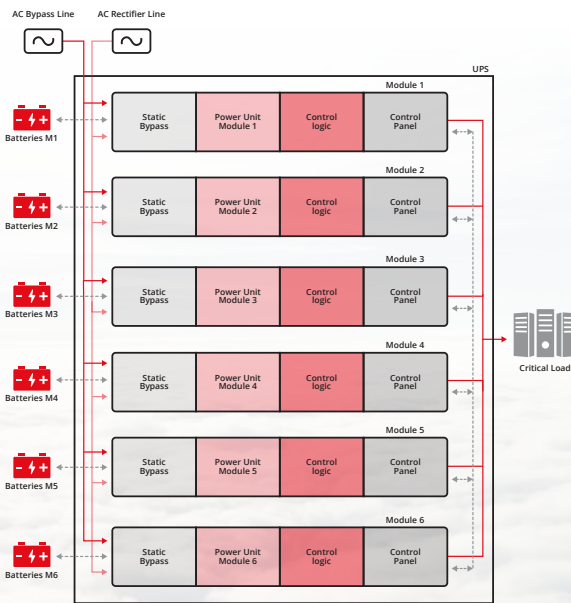 AC Bypass Line
AC Rectifier Line
UPS
Module 1
Static
Bypass
Power Unit
Module 1
Control
logic
Control
Panel
Batteries M1
Module 2
Static
Bypass
Power Unit
Module 2
Control
logic
Control
Panel
Batteries M2
Module 3
Static
Bypass
Power Unit
Module 3
Control
logic
Control
Panel
Batteries M3
Module 4
Static
Bypass
Power Unit
Module 4
Control
logic
Control
Panel
Batteries M4
Critical Load
Module 5
Static
Bypass
Power Unit
Module 5
Control
logic
Control
Panel
Batteries M5
Module 6
Static
Bypass
Power Unit
Module 6
Control
logic
Control
Panel
Batteries M6